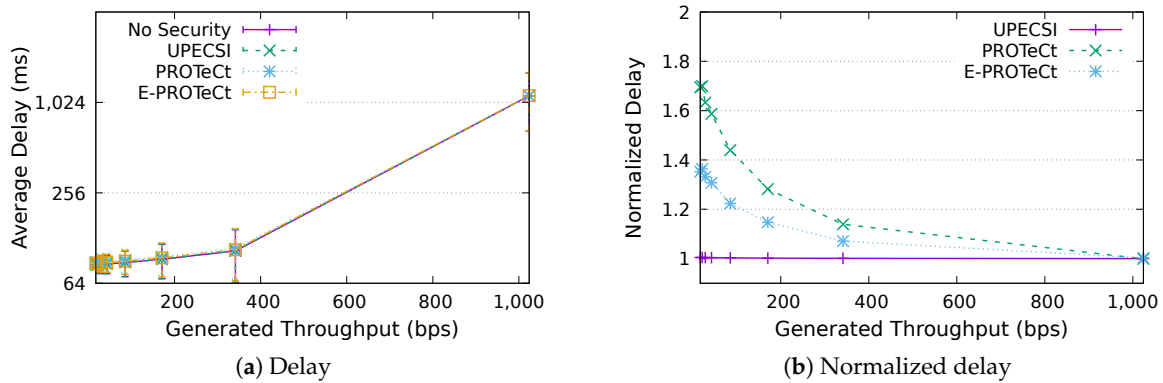 No Security
UPECSI
PROTeCt
E-PROTeCt
Average Delay (ms)
1,024
256
64
200 400 600 800 1,000
Generated Throughput (bps)
(a) Delay
UPECSI
PROTeCt
E-PROTeCt
Normalized Delay
2
1.8
1.6
1.4
1.2
1
200 400 600 800 1,000
Generated Throughput (bps)
(b) Normalized delay